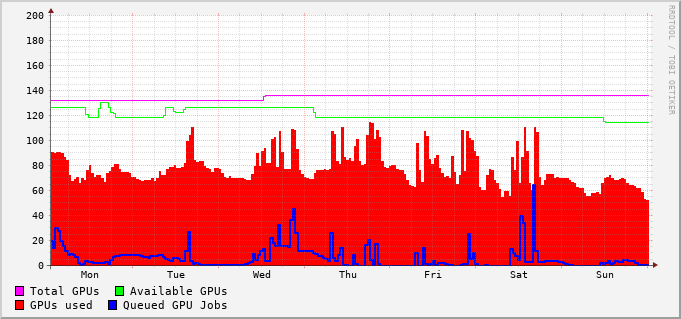 200
180
160
140
120
100
80
60
40
20
0
Mon Tue Wed Thu Fri Sat Sun
Total GPUs Available GPUs
GPUs used Queued GPU Jobs
RRDTOOL / TOBI OETIKER